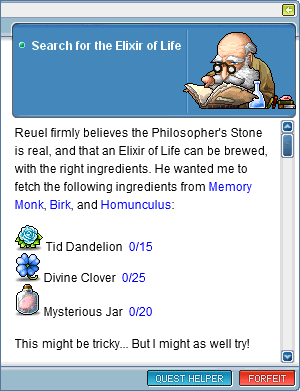 Search for the Elixir of Life
Reuel firmly believes the Philosopher's Stone
is real, and that an Elixir of Life can be brewed,
with the right ingredients. He wanted me to
fetch the following ingredients from Memory
Monk, Birk, and Homunculus:
Tid Dandelion 0/15
Divine Clover 0/25
Mysterious Jar 0/20
This might be tricky... But I might as well try!
QUEST HELPER FORFEIT